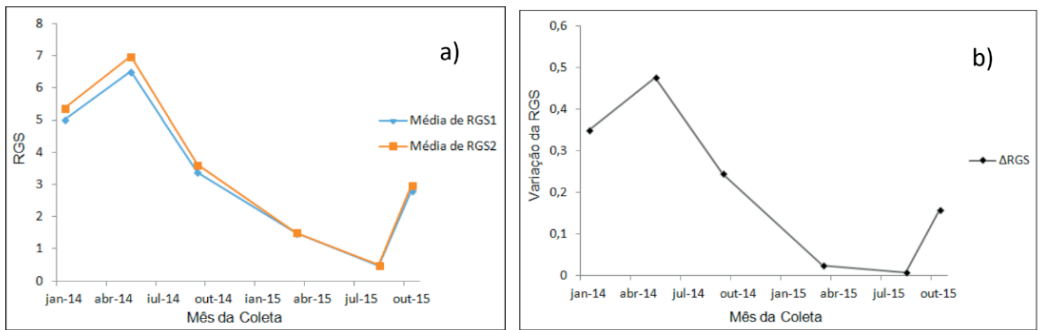 a)
8
7
6
5
4
3
2
1
0
RGS
jan-14 abr-14 jul-14 out-14 jan-15 abr-15 jul-15 out-15
Mês da Coleta
Média de RGS1
Média de RGS2
b)
0,6
0,5
0,4
0,3
0,2
0,1
0
Variação da RGS
jan-14 abr-14 jul-14 out-14 jan-15 abr-15 jul-15 out-15
Mês da Coleta
ΔRGS